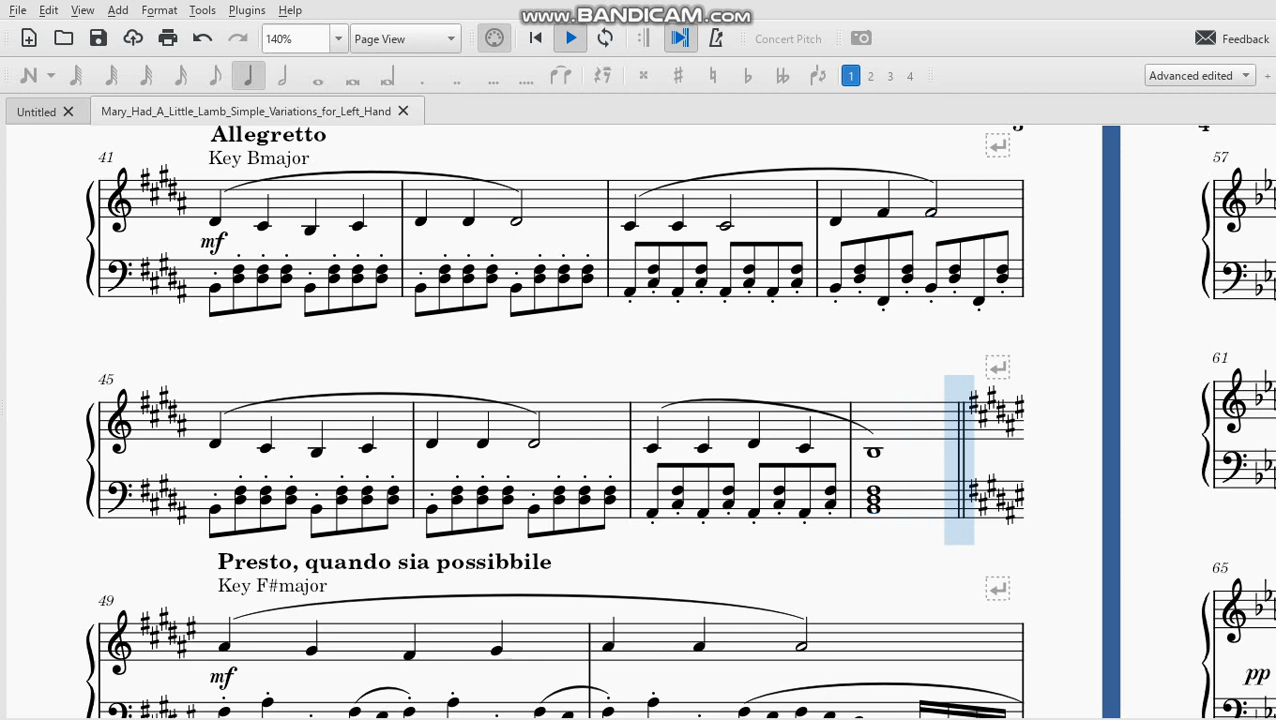 File Edit View Add Format Tools Plugins Help
www.BANDICAM.com
140% Page View Concert Pitch Feedback
1 2 3 4 Advanced edited
Untitled Mary_Had_A_Little_Lamb_Simple_Variations_for_Left_Hand
Allegretto
Key Bmajor
41
mf
57
45
61
Presto, quando sia possibbile
Key F#major
49
mf
65
pp